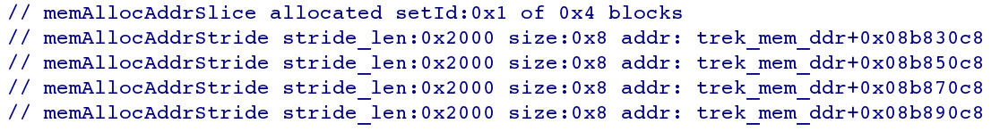 // memAllocAddrSlice allocated setId:0x1 of 0x4 blocks
// memAllocAddrStride stride_len:0x2000 size:0x8 addr: trek_mem_ddr+0x08b830c8
// memAllocAddrStride stride_len:0x2000 size:0x8 addr: trek_mem_ddr+0x08b850c8
// memAllocAddrStride stride_len:0x2000 size:0x8 addr: trek_mem_ddr+0x08b870c8
// memAllocAddrStride stride_len:0x2000 size:0x8 addr: trek_mem_ddr+0x08b890c8